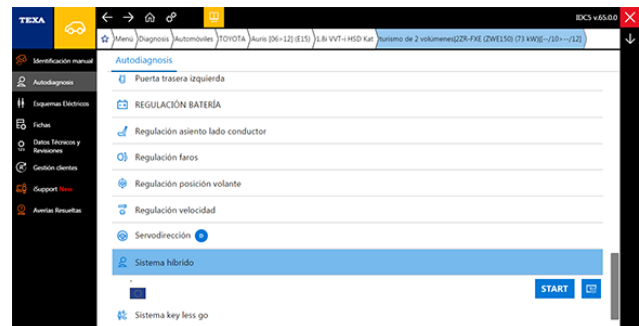 TEXA
IDC5 v.65.0.0
Menú Diagnosis Automóviles TOYOTA Auris [06>12] (E15) 1.8i VVT-i HSD Kat turismo de 2 volúmenes[2ZR-FXE (ZWE150) (73 kW)][--/10>--/12]
Identificación manual
Autodiagnosis
Esquemas Eléctricos
Fichas
Datos Técnicos y
Revisiones
Gestión clientes
iSupport New
Averías Resueltas
Autodiagnosis
Puerta trasera izquierda
REGULACIÓN BATERÍA
Regulación asiento lado conductor
Regulación faros
Regulación posición volante
Regulación velocidad
Servodirección
Sistema híbrido
START
Sistema key less go